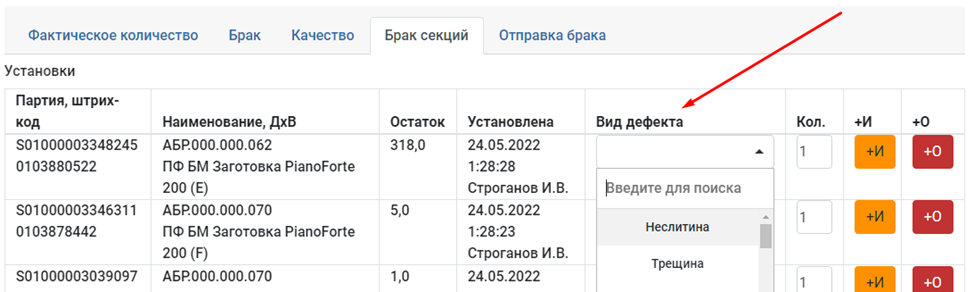 Фактическое количество Брак Качество Брак секций Отправка брака
Установки
Партия, штрих-код Наименование, ДхВ Остаток Установлена Вид дефекта Кол. +И +О
S01000003348245 АБР.000.000.062 318,0 24.05.2022 1 +И +О
0103880522 ПФ БМ Заготовка PianoForte 1:28:28
200 (E) Строганов И.В. Введите для поиска
S01000003346311 АБР.000.000.070 5,0 24.05.2022 Неслитина 1 +И +О
0103878442 ПФ БМ Заготовка PianoForte 1:28:23
200 (F) Строганов И.В. Трещина
S01000003039097 АБР.000.000.070 1,0 24.05.2022 1 +И +О